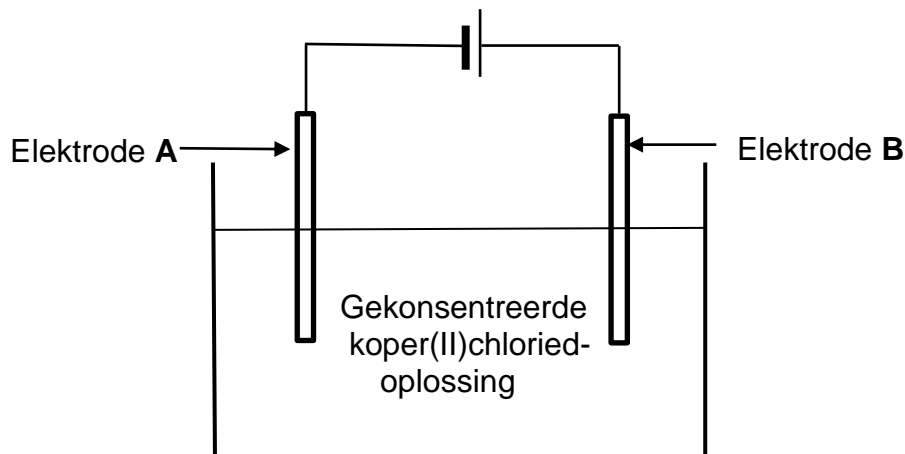 Elektrode A
Elektrode B
Gekonsentreerde
koper(II)chloried-
oplossing